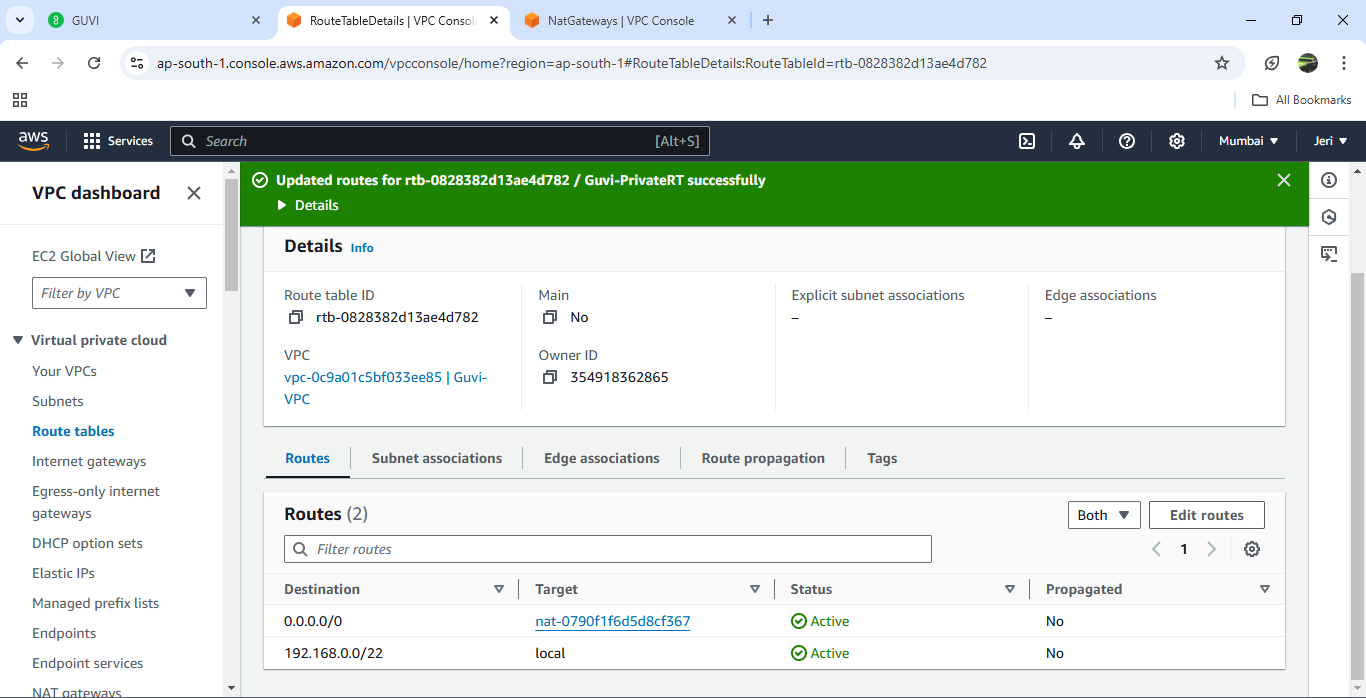 GUVI
RouteTableDetails | VPC Consol
NatGateways | VPC Console
ap-south-1.console.aws.amazon.com/vpcconsole/home?region=ap-south-1#RouteTableDetails:RouteTableId=rtb-0828382d13ae4d782
All Bookmarks
aws
Services
Search
[Alt+S]
Mumbai
Jeri
VPC dashboard
EC2 Global View
Filter by VPC
Virtual private cloud
Your VPCs
Subnets
Route tables
Internet gateways
Egress-only internet
gateways
DHCP option sets
Elastic IPs
Managed prefix lists
Endpoints
Endpoint services
NAT gateways
Updated routes for rtb-0828382d13ae4d782 / Guvi-PrivateRT successfully
Details
Details Info
Route table ID
rtb-0828382d13ae4d782
Main
No
Explicit subnet associations
–
Edge associations
–
VPC
vpc-0c9a01c5bf033ee85 | Guvi-
VPC
Owner ID
354918362865
Routes
Subnet associations
Edge associations
Route propagation
Tags
Routes (2)
Both
Edit routes
Filter routes
1
Destination Target Status Propagated
0.0.0.0/0 nat-0790f1f6d5d8cf367 Active No
192.168.0.0/22 local Active No